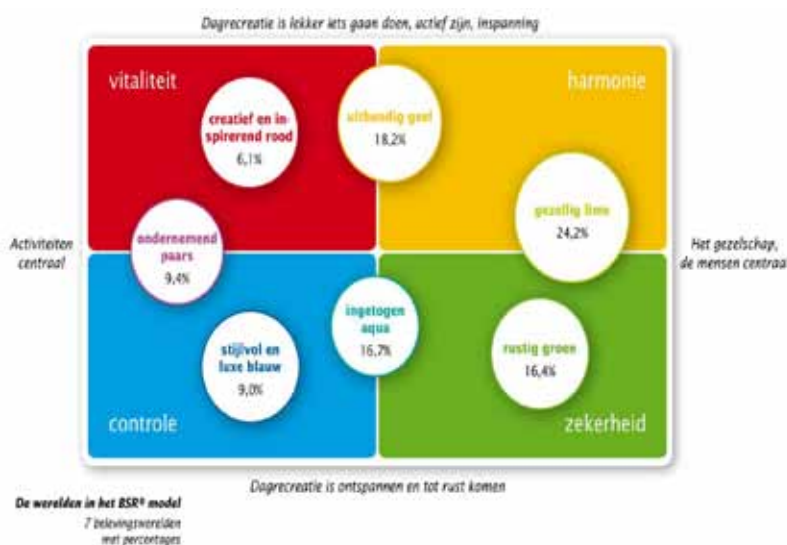 Dagrecreatie is lekker iets gaan doen, actief zijn, inspanning
vitaliteit
harmonie
creatief en in-
spirerend rood
6,1%
uitbundig geel
18,2%
gezellig lime
24,2%
Activiteiten
centraal
ondernemend
paars
9,4%
Het gezelschap,
de mensen centraal
ingetogen
aqua
16,7%
stijlvol en
luxe blauw
9,0%
rustig groen
16,4%
controle
zekerheid
Dagrecreatie is ontspannen en tot rust komen
De werelden in het BSR® model
7 belevingswerelden
met percentages